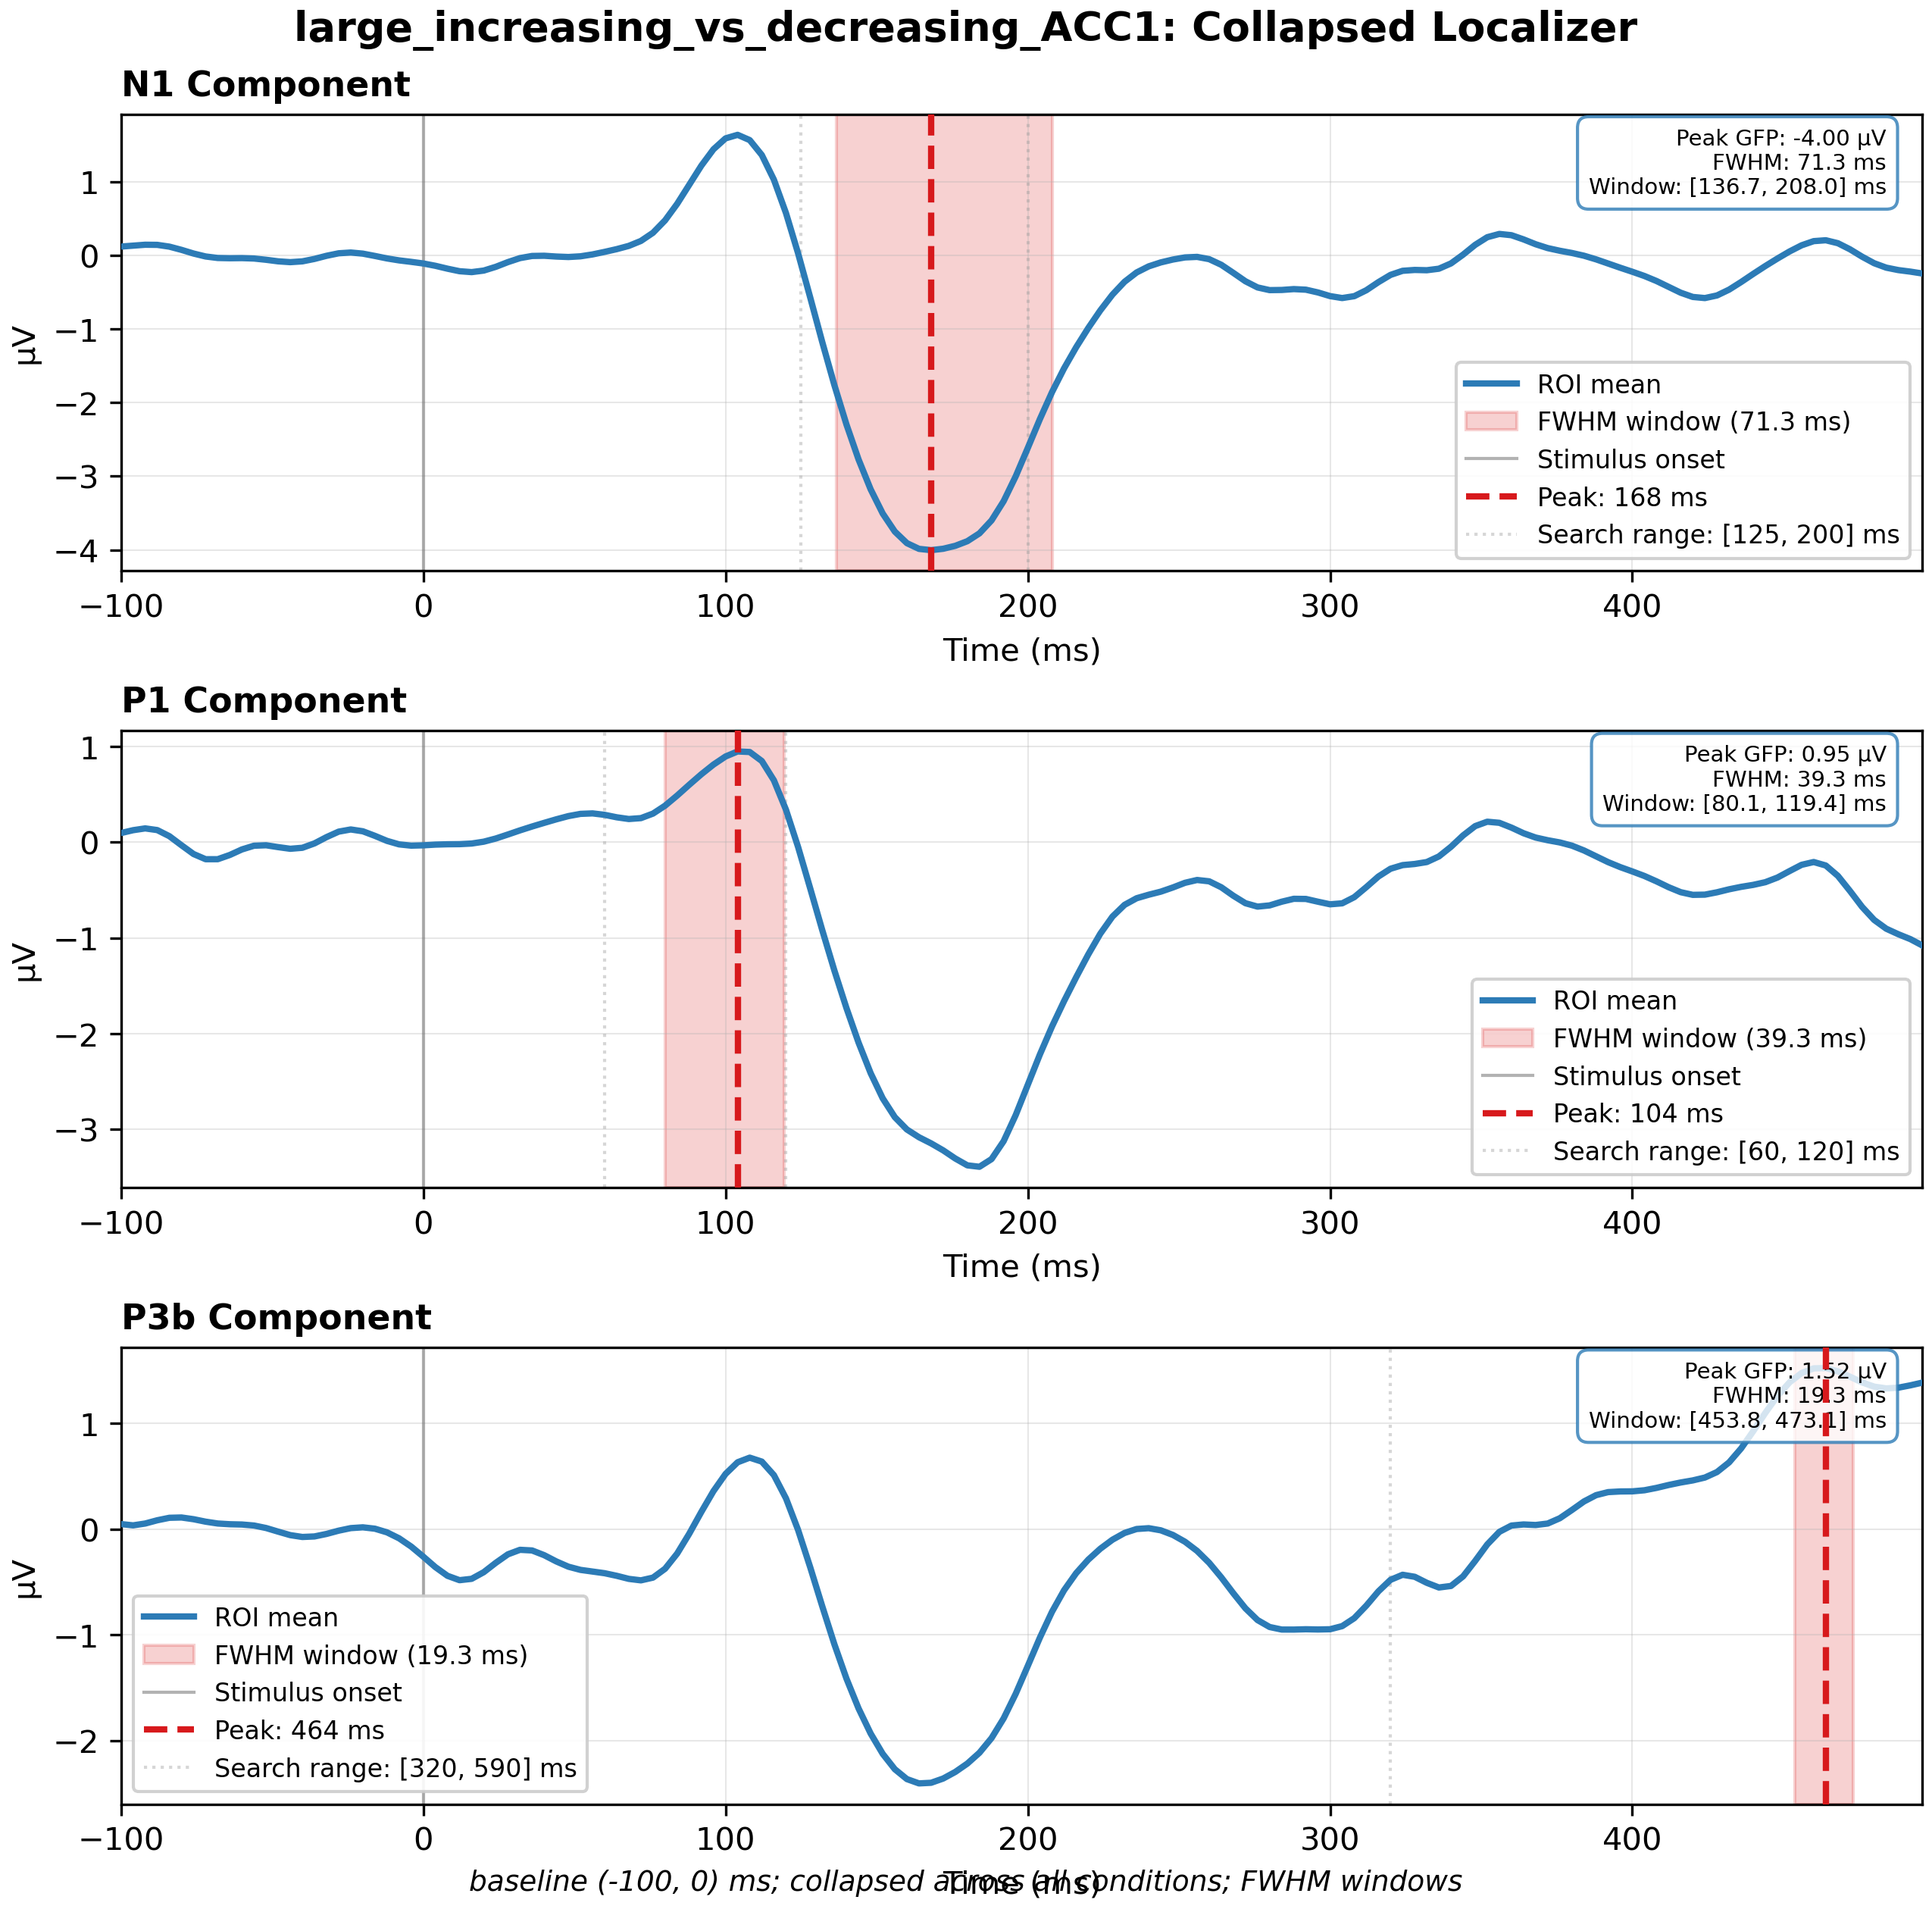 large_increasing_vs_decreasing_ACC1: Collapsed Localizer
N1 Component
Peak GFP: -4.00 µV
FWHM: 71.3 ms
Window: [136.7, 208.0] ms
1
0
−1
−2
−3
−4
µV
ROI mean
FWHM window (71.3 ms)
Stimulus onset
Peak: 168 ms
Search range: [125, 200] ms
−100 0 100 200 300 400
Time (ms)
P1 Component
Peak GFP: 0.95 µV
FWHM: 39.3 ms
Window: [80.1, 119.4] ms
1
0
−1
−2
−3
µV
ROI mean
FWHM window (39.3 ms)
Stimulus onset
Peak: 104 ms
Search range: [60, 120] ms
−100 0 100 200 300 400
Time (ms)
P3b Component
Peak GFP: 1.52 µV
FWHM: 19.3 ms
Window: [453.8, 473.1] ms
1
0
−1
−2
µV
ROI mean
FWHM window (19.3 ms)
Stimulus onset
Peak: 464 ms
Search range: [320, 590] ms
−100 0 100 200 300 400
Time (ms)
baseline (-100, 0) ms; collapsed across all conditions; FWHM windows